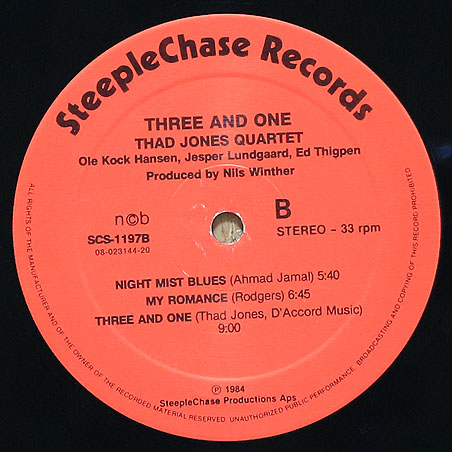 SteepleChase Records
THREE AND ONE
THAD JONES QUARTET
Ole Kock Hansen, Jesper Lundgaard, Ed Thigpen
Produced by Nils Winther
n©b
B
SCS-1197B
STEREO – 33 rpm
08-023144-20
NIGHT MIST BLUES (Ahmad Jamal) 5:40
MY ROMANCE (Rodgers) 6:45
THREE AND ONE (Thad Jones, D'Accord Music)
9:00
℗ 1984
SteepleChase Productions Aps
ALL RIGHTS OF THE MANUFACTURER AND OF THE OWNER OF THE RECORDED MATERIAL RESERVED. UNAUTHORIZED PUBLIC PERFORMANCE, BROADCASTING AND COPYING OF THIS RECORD PROHIBITED